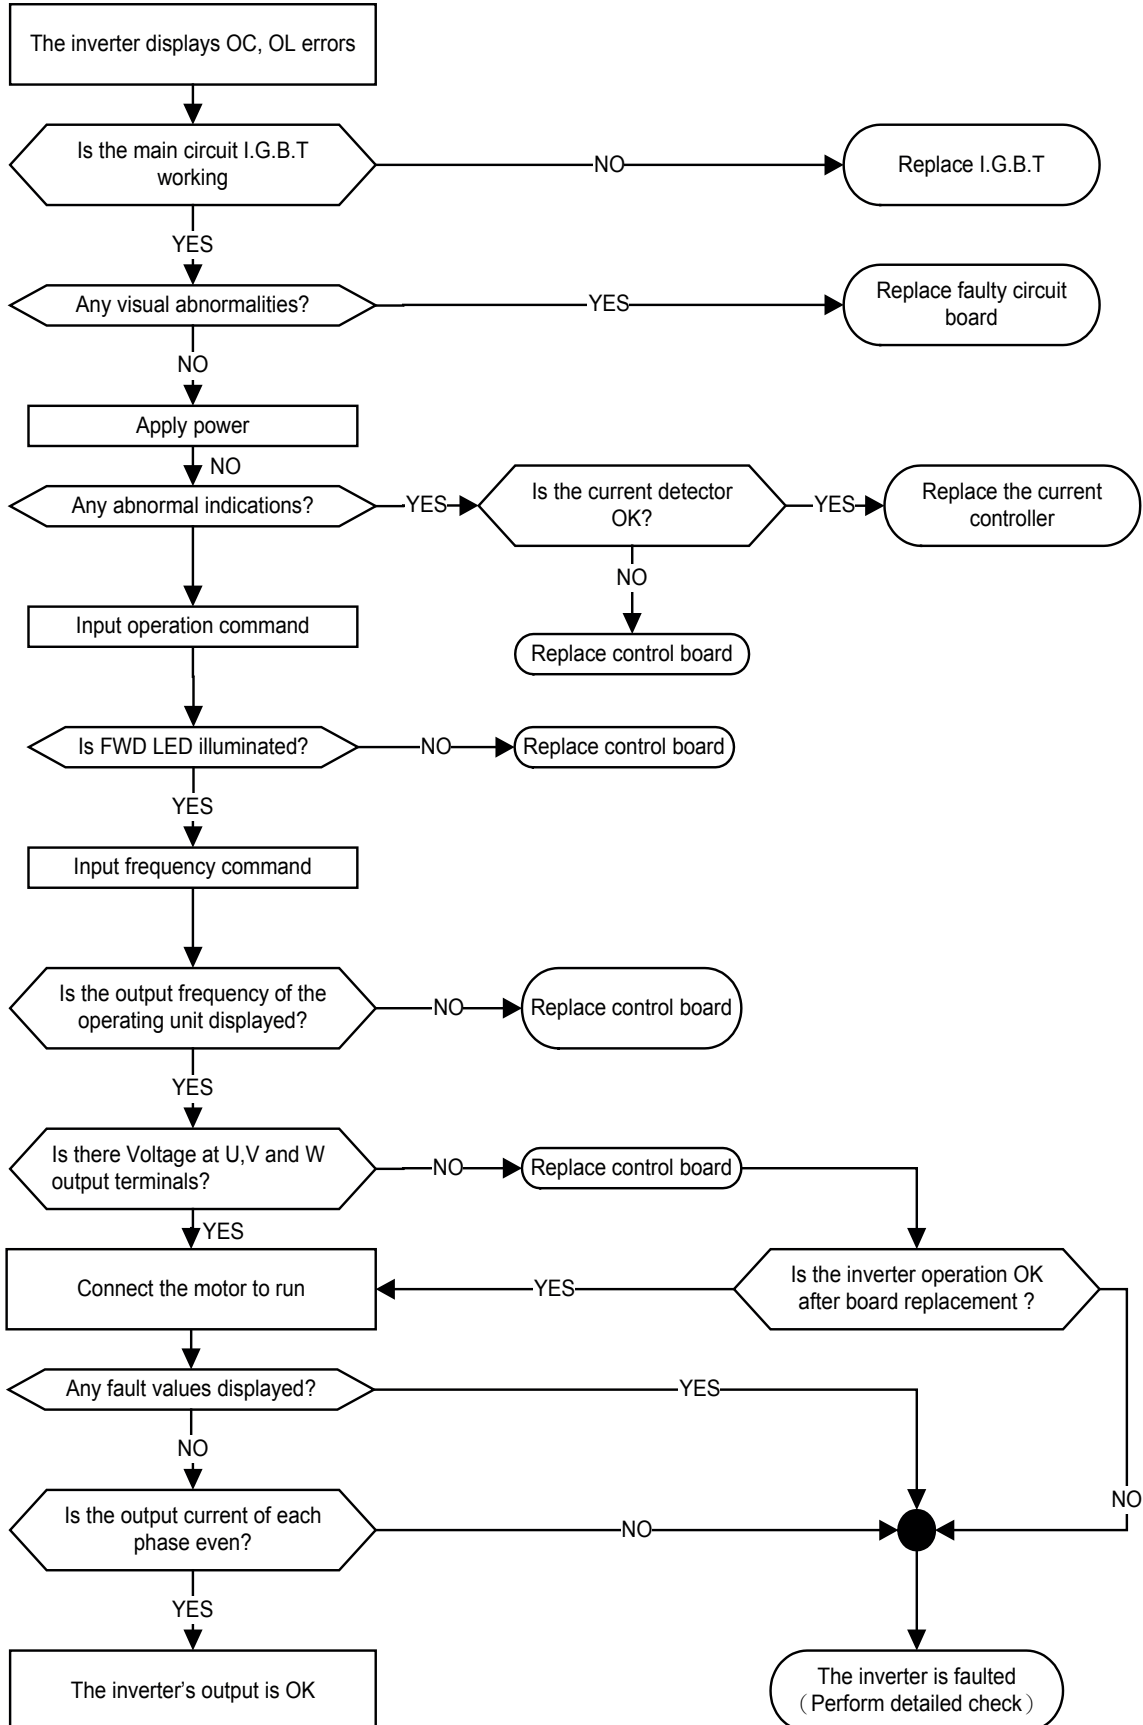 The inverter displays OC, OL errors
Is the main circuit I.G.B.T
working
NO
Replace I.G.B.T
YES
Any visual abnormalities?
YES
Replace faulty circuit
board
NO
Apply power
NO
Any abnormal indications?
YES
Is the current detector
OK?
YES
Replace the current
controller
NO
Replace control board
Input operation command
Is FWD LED illuminated?
NO
Replace control board
YES
Input frequency command
Is the output frequency of the
operating unit displayed?
NO
Replace control board
YES
Is there Voltage at U,V and W
output terminals?
NO
Replace control board
YES
Connect the motor to run
YES
Is the inverter operation OK
after board replacement ?
Any fault values displayed?
YES
NO
NO
Is the output current of each
phase even?
NO
YES
The inverter's output is OK
The inverter is faulted
（Perform detailed check）